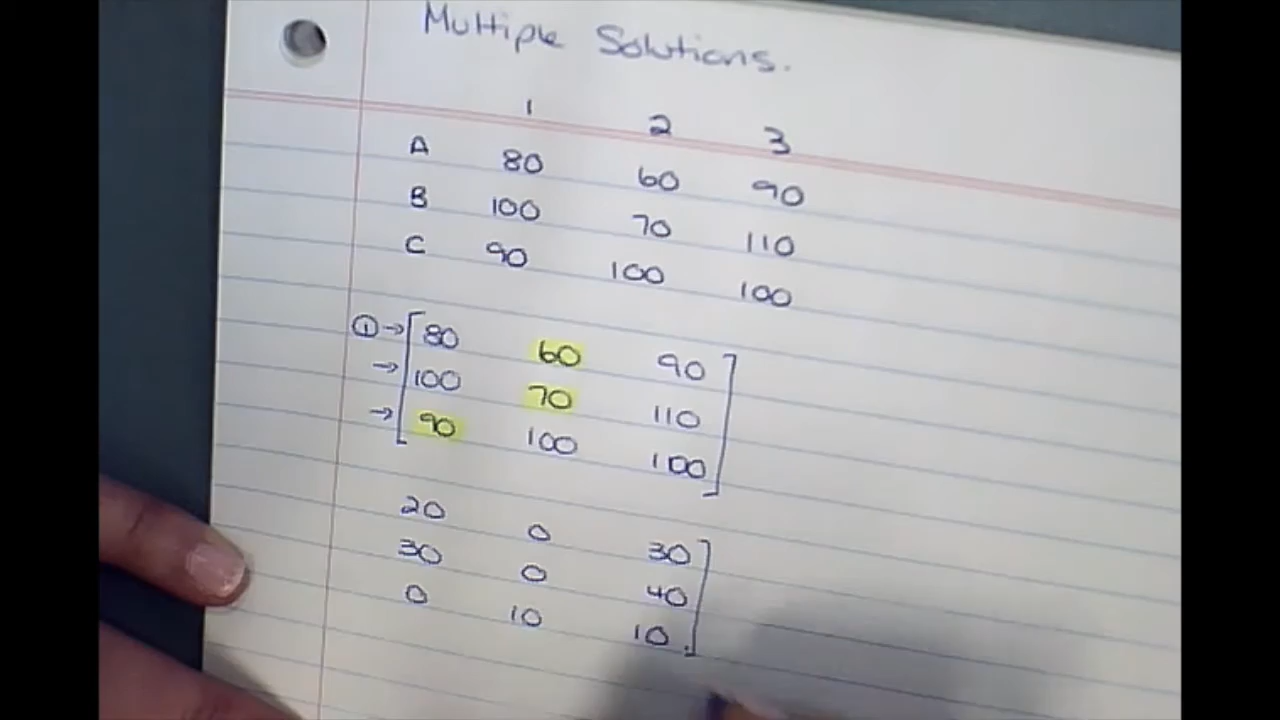 Multiple Solutions.
1 2 3
A 80 60 90
B 100 70 110
C 90 100 100
① → [ 80 60 90 ]
→ 100 70 110
→ 90 100 100
20 0 30 ]
30 0 40
0 10 10.